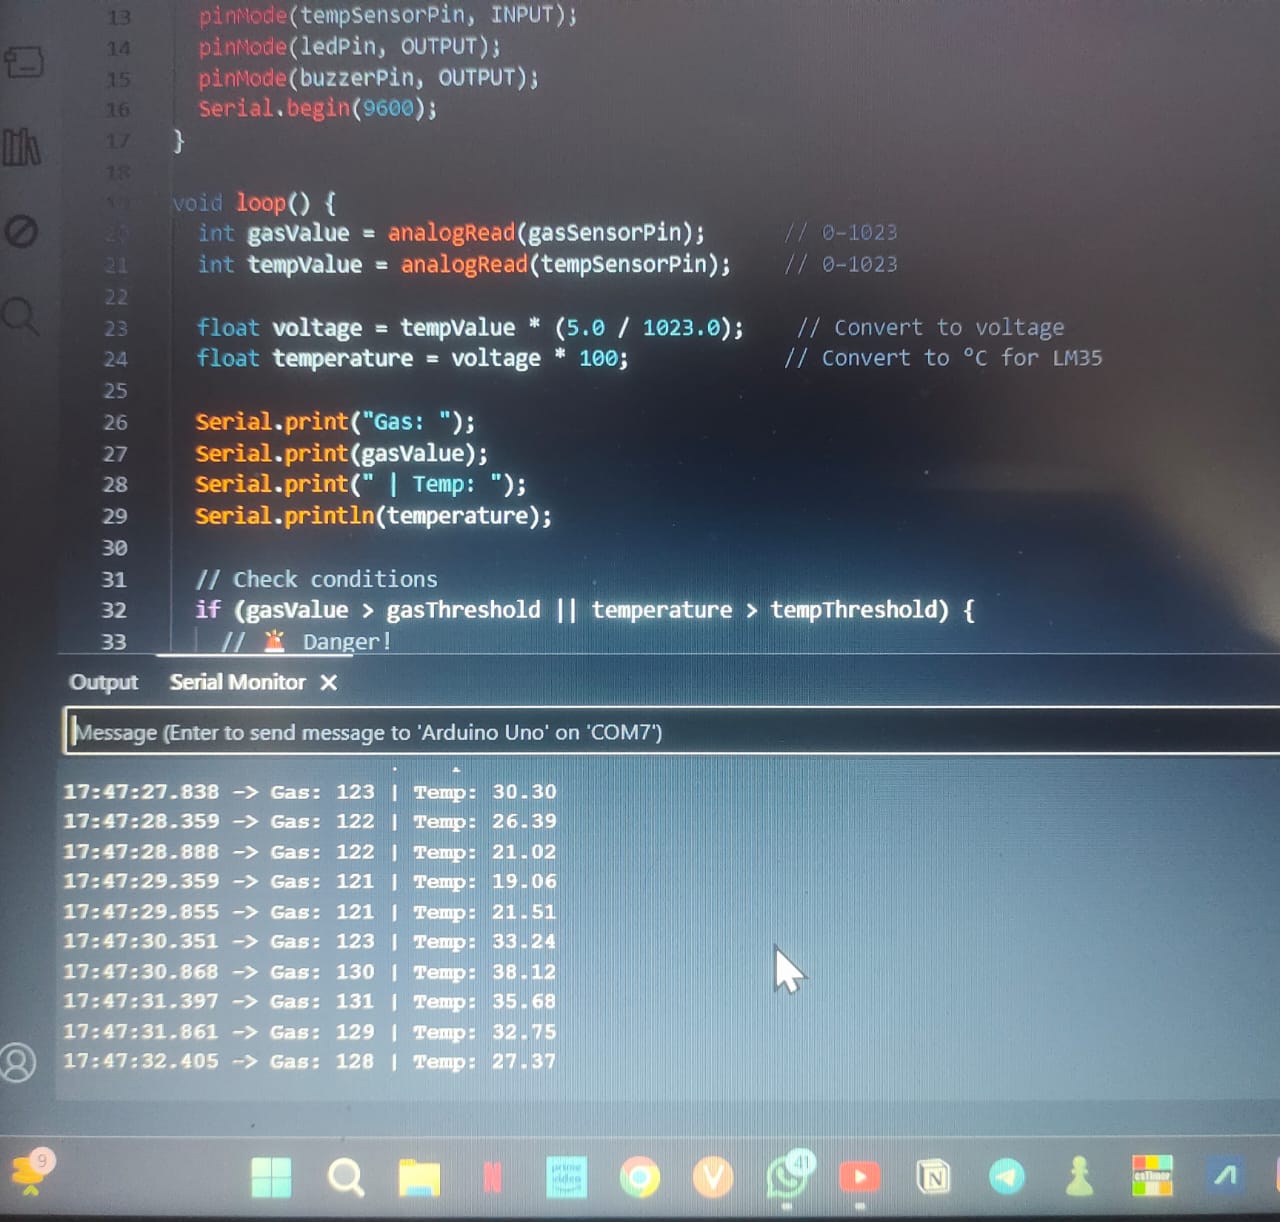 13 pinMode(tempSensorPin, INPUT);
14 pinMode(ledPin, OUTPUT);
15 pinMode(buzzerPin, OUTPUT);
16 Serial.begin(9600);
17 }
18
19 void loop() {
20 int gasValue = analogRead(gasSensorPin); // 0-1023
21 int tempValue = analogRead(tempSensorPin); // 0-1023
22
23 float voltage = tempValue * (5.0 / 1023.0); // Convert to voltage
24 float temperature = voltage * 100; // Convert to °C for LM35
25
26 Serial.print("Gas: ");
27 Serial.print(gasValue);
28 Serial.print(" | Temp: ");
29 Serial.println(temperature);
30
31 // Check conditions
32 if (gasValue > gasThreshold || temperature > tempThreshold) {
33 // 🚨 Danger!
Output Serial Monitor ×
Message (Enter to send message to 'Arduino Uno' on 'COM7')
17:47:27.838 -> Gas: 123 | Temp: 30.30
17:47:28.359 -> Gas: 122 | Temp: 26.39
17:47:28.888 -> Gas: 122 | Temp: 21.02
17:47:29.359 -> Gas: 121 | Temp: 19.06
17:47:29.855 -> Gas: 121 | Temp: 21.51
17:47:30.351 -> Gas: 123 | Temp: 33.24
17:47:30.868 -> Gas: 130 | Temp: 38.12
17:47:31.397 -> Gas: 131 | Temp: 35.68
17:47:31.861 -> Gas: 129 | Temp: 32.75
17:47:32.405 -> Gas: 128 | Temp: 27.37
9 N prime video V 41 N csTimer